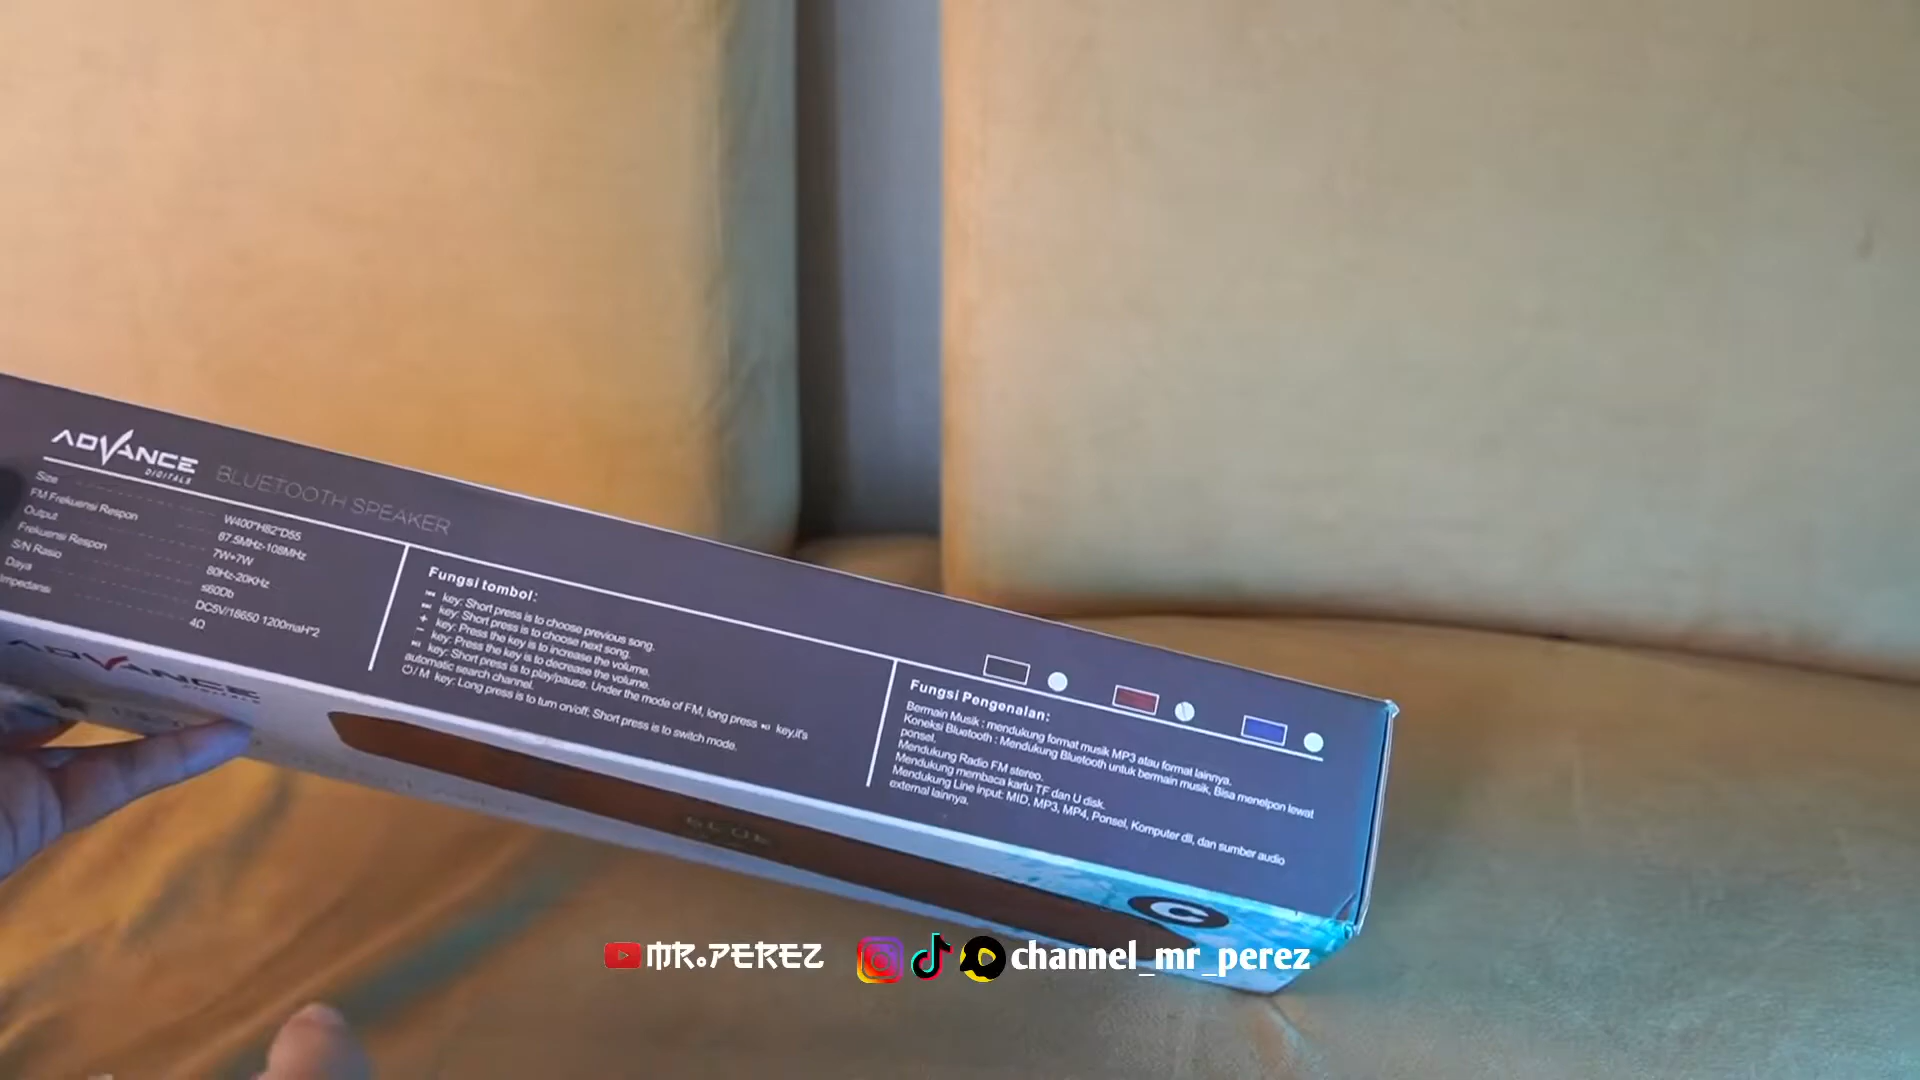 ADVANCE
DIGITALS
BLUETOOTH SPEAKER
Size W400*H82*D55
FM Frekuensi Respon 87.5MHz-108MHz
Output 7W+7W
Frekuensi Respon 80Hz-20KHz
S/N Rasio ≤60Db
Daya DC5V/18650 1200maH*2
Impedansi 4Ω
Fungsi tombol:
⏮ key: Short press is to choose previous song.
⏭ key: Short press is to choose next song.
+ key: Press the key is to increase the volume.
− key: Press the key is to decrease the volume.
⏯ key: Short press is to play/pause. Under the mode of FM, long press ⏯ key,it's
automatic search channel.
⏻/ M key: Long press is to turn on/off; Short press is to switch mode.
Fungsi Pengenalan:
Bermain Musik : mendukung format musik MP3 atau format lainnya.
Koneksi Bluetooth : Mendukung Bluetooth untuk bermain musik, Bisa menelpon lewat
ponsel.
Mendukung Radio FM stereo.
Mendukung membaca kartu TF dan U disk.
Mendukung Line input: MID, MP3, MP4, Ponsel, Komputer dll, dan sumber audio
external lainnya.
ADVANCE
C
MR.PEREZ
channel_mr_perez